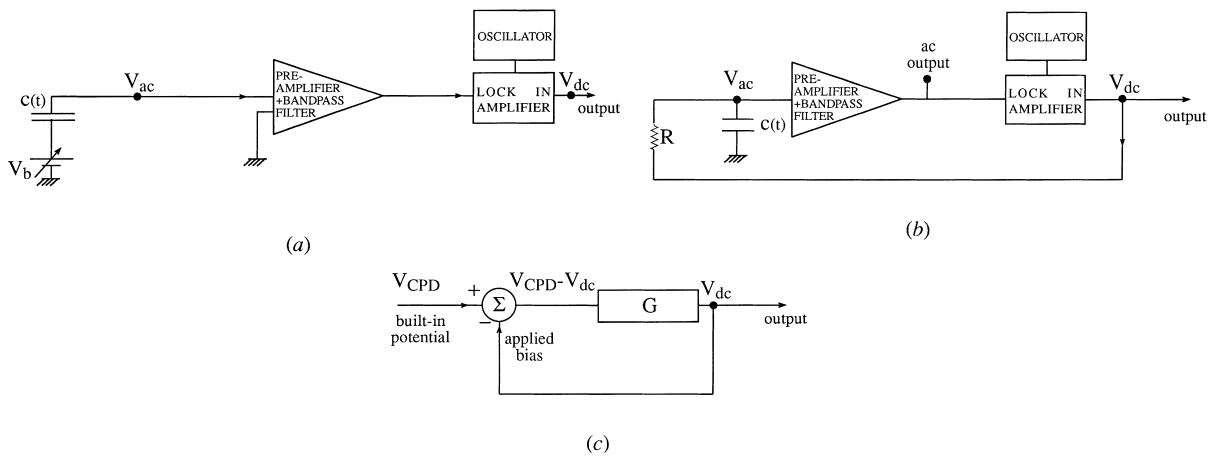 OSCILLATOR
V_ac
c(t)
PRE-
AMPLIFIER
+BANDPASS
FILTER
LOCK IN
AMPLIFIER
V_dc
output
V_b
(a)
OSCILLATOR
ac
output
V_ac
PRE-
AMPLIFIER
+BANDPASS
FILTER
LOCK IN
AMPLIFIER
V_dc
output
R
c(t)
(b)
V_CPD
+
Σ
−
V_CPD-V_dc
G
V_dc
output
built-in
potential
applied
bias
(c)